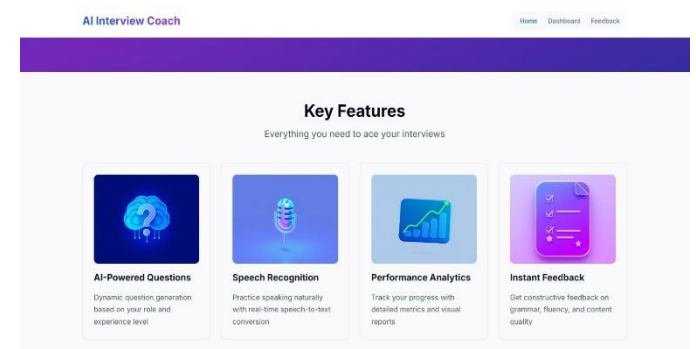 AI Interview Coach
Home Dashboard Feedback
Key Features
Everything you need to ace your interviews
?
AI-Powered Questions
Dynamic question generation
based on your role and
experience level
Speech Recognition
Practice speaking naturally
with real-time speech-to-text
conversion
Performance Analytics
Track your progress with
detailed metrics and visual
reports
Instant Feedback
Get constructive feedback on
grammar, fluency, and content
quality